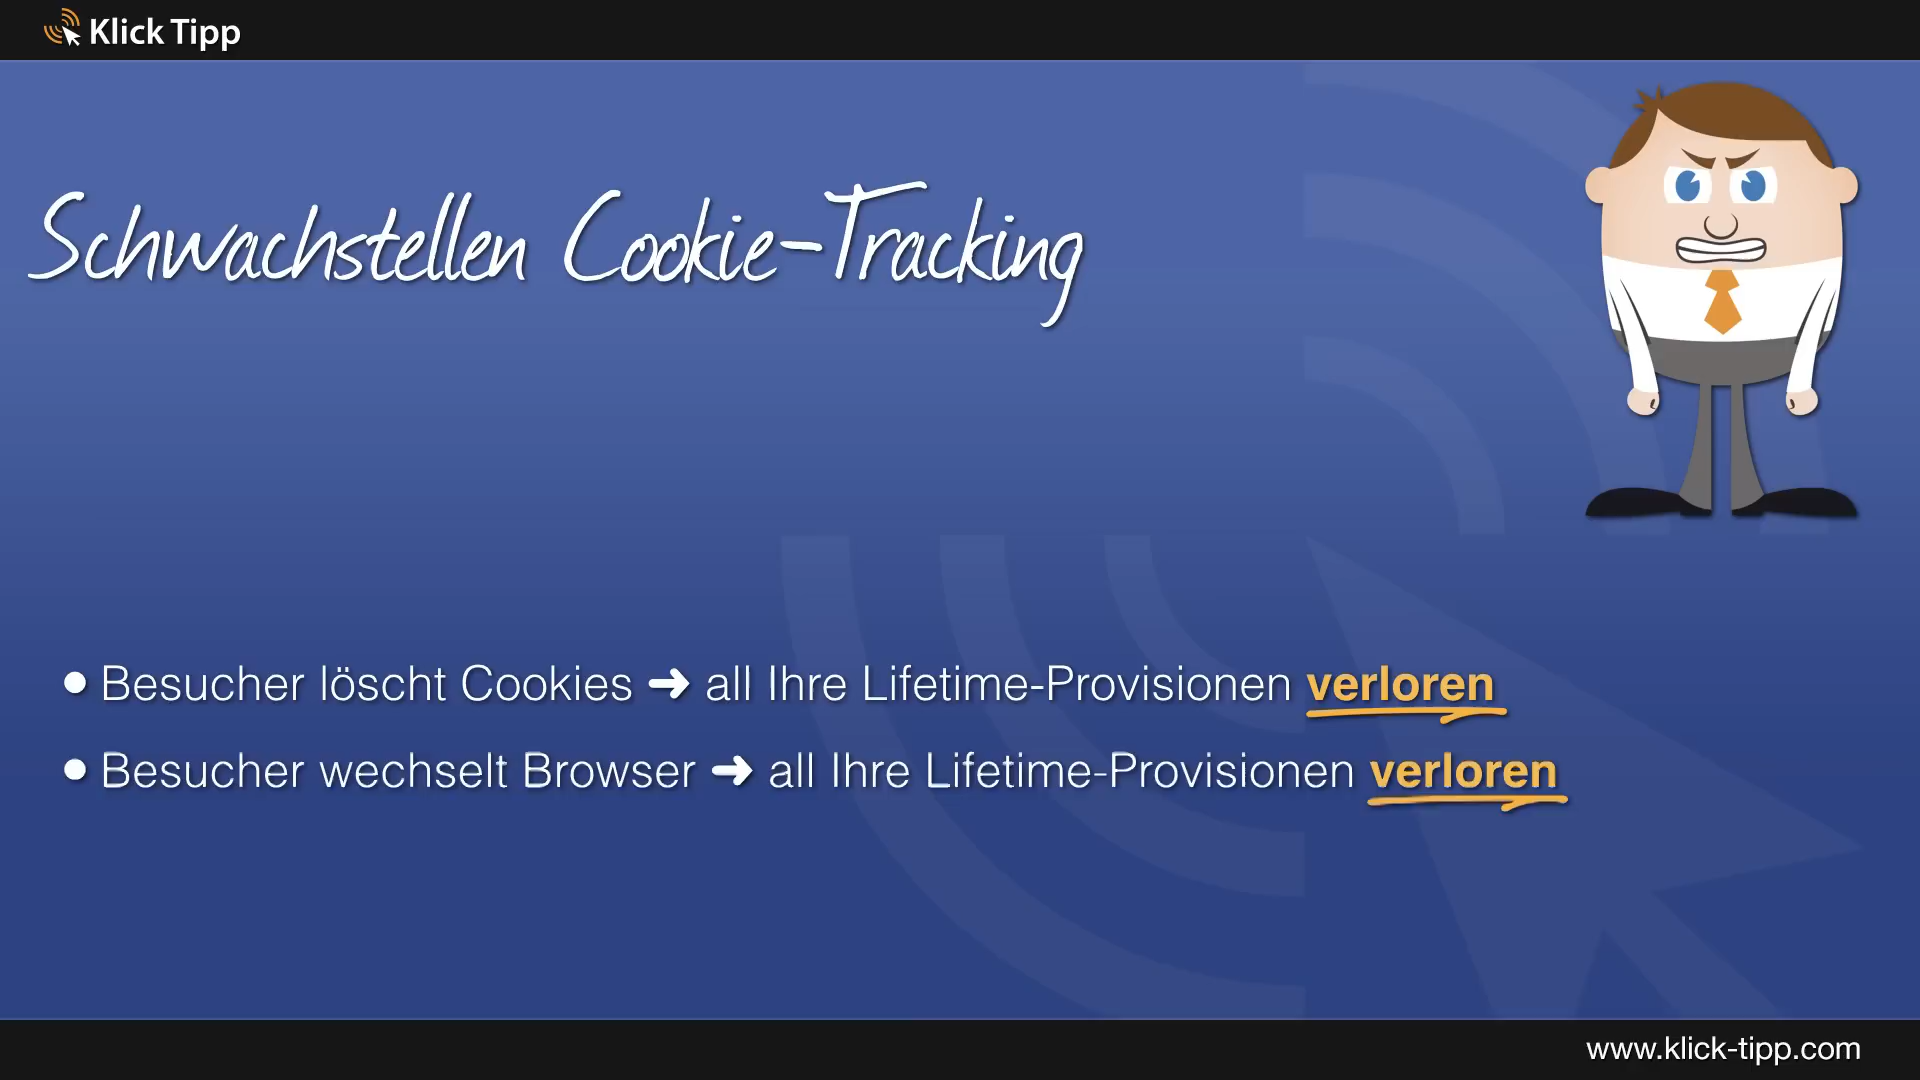 Klick Tipp
Schwachstellen Cookie-Tracking
• Besucher löscht Cookies ➜ all Ihre Lifetime-Provisionen verloren
• Besucher wechselt Browser ➜ all Ihre Lifetime-Provisionen verloren
www.klick-tipp.com